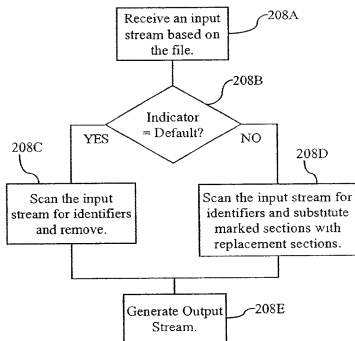 Receive an input
stream based on
the file.
208A
208B
Indicator
= Default?
YES
NO
208C
208D
Scan the input
stream for identifiers
and remove.
Scan the input stream for
identifiers and substitute
marked sections with
replacement sections.
Generate Output
Stream.
208E